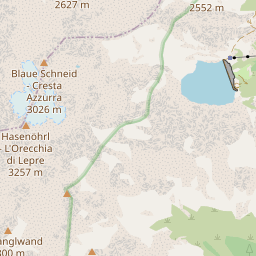 2627 m
2552 m
Blaue Schneid
- Cresta
Azzurra
3026 m
Hasenöhrl
- L'Orecchia
di Lepre
3257 m